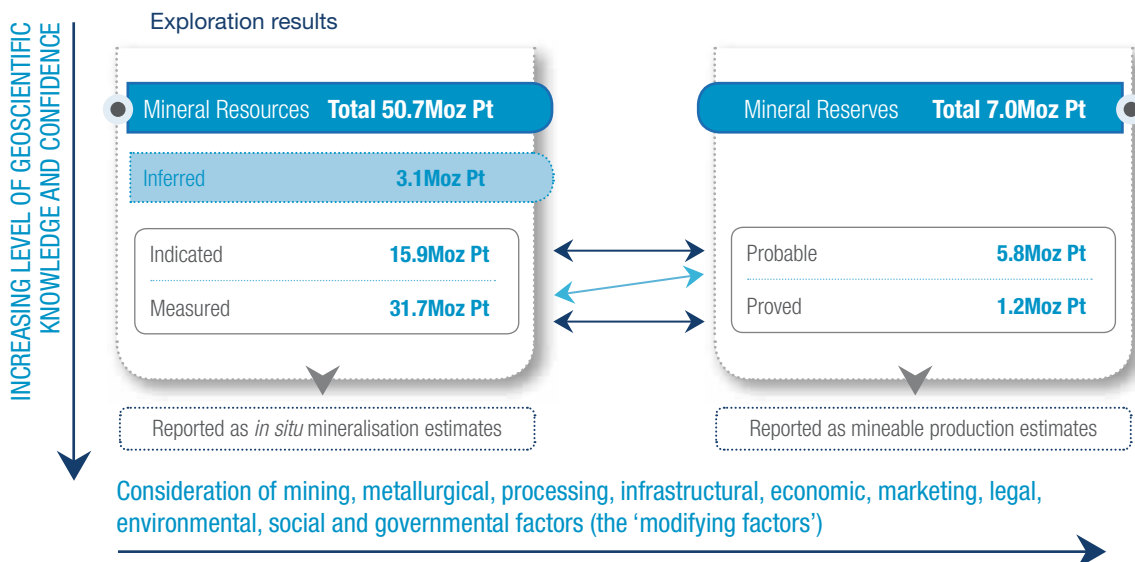 INCREASING LEVEL OF GEOSCIENTIFIC
KNOWLEDGE AND CONFIDENCE
Exploration results
Mineral Resources Total 50.7Moz Pt
Inferred 3.1Moz Pt
Indicated 15.9Moz Pt
Measured 31.7Moz Pt
Reported as in situ mineralisation estimates
Mineral Reserves Total 7.0Moz Pt
Probable 5.8Moz Pt
Proved 1.2Moz Pt
Reported as mineable production estimates
Consideration of mining, metallurgical, processing, infrastructural, economic, marketing, legal,
environmental, social and governmental factors (the ‘modifying factors’)